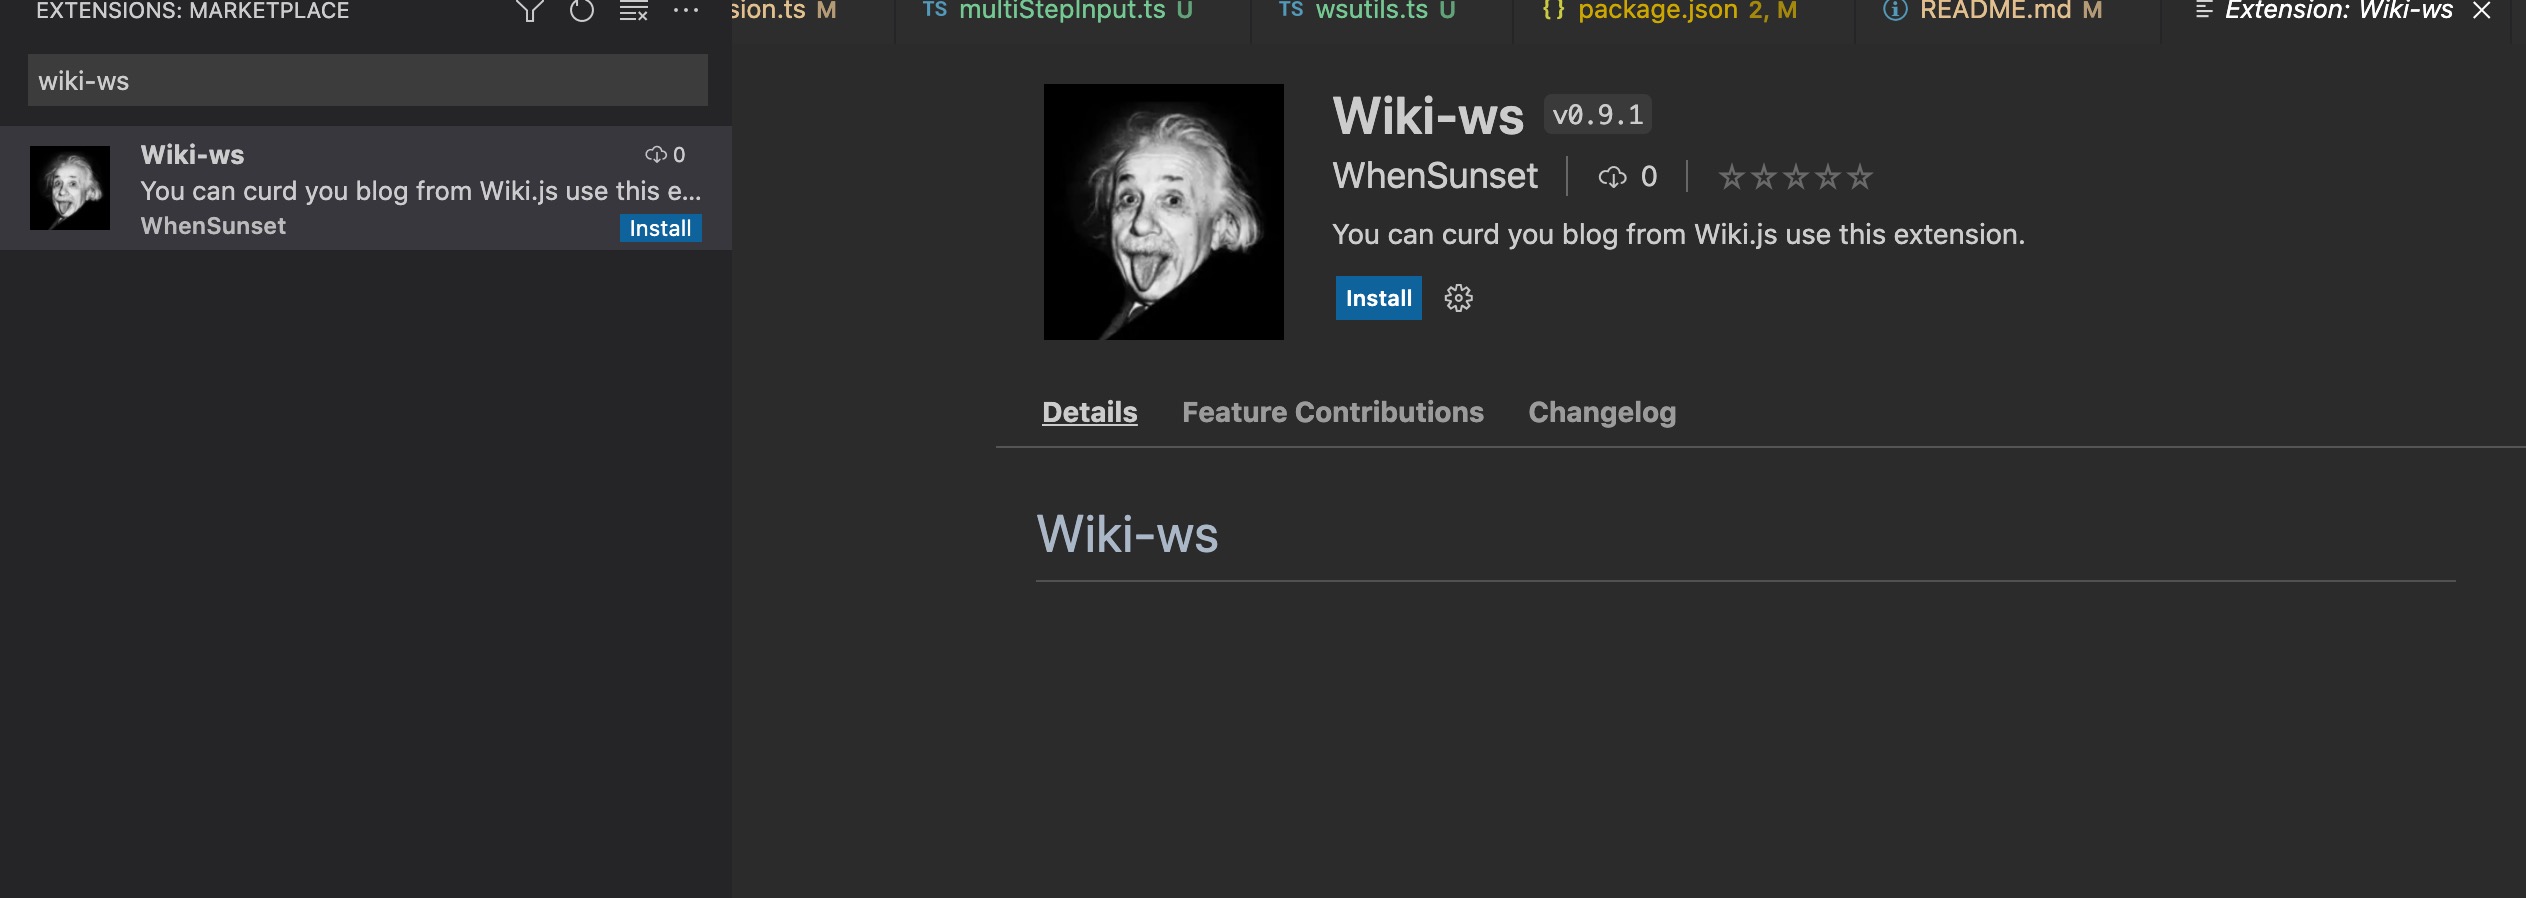 EXTENSIONS: MARKETPLACE
sion.ts M
TS multiStepInput.ts U
TS wsutils.ts U
{} package.json 2, M
README.md M
Extension: Wiki-ws
wiki-ws
Wiki-ws 0
You can curd you blog from Wiki.js use this e...
WhenSunset Install
Wiki-ws v0.9.1
WhenSunset 0
You can curd you blog from Wiki.js use this extension.
Install
Details Feature Contributions Changelog
Wiki-ws